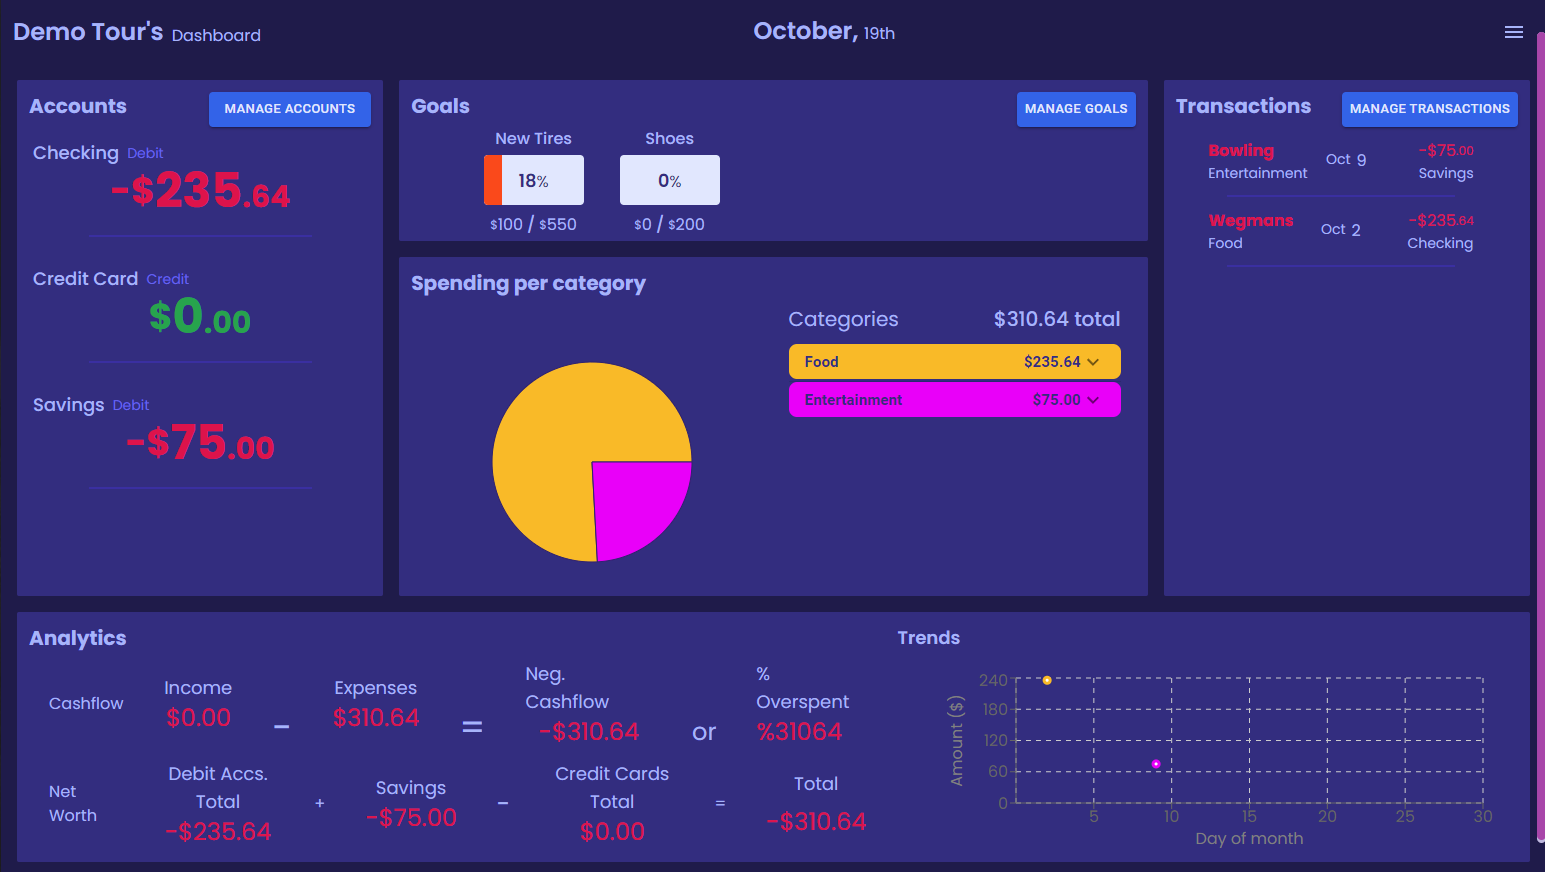 Demo Tour's Dashboard
October, 19th
Accounts
MANAGE ACCOUNTS
Checking Debit
-$235.64
Credit Card Credit
$0.00
Savings Debit
-$75.00
Goals
MANAGE GOALS
New Tires
18%
$100 / $550
Shoes
0%
$0 / $200
Spending per category
Categories
$310.64 total
Food $235.64
Entertainment $75.00
Transactions
MANAGE TRANSACTIONS
Bowling
Entertainment
Oct 9
-$75.00
Savings
Wegmans
Food
Oct 2
-$235.64
Checking
Analytics
Cashflow
Income
$0.00
-
Expenses
$310.64
=
Neg.
Cashflow
-$310.64
or
%
Overspent
%31064
Net
Worth
Debit Accs.
Total
-$235.64
+
Savings
-$75.00
-
Credit Cards
Total
$0.00
=
Total
-$310.64
Trends
Amount ($)
240
180
120
60
0
5 10 15 20 25 30
Day of month